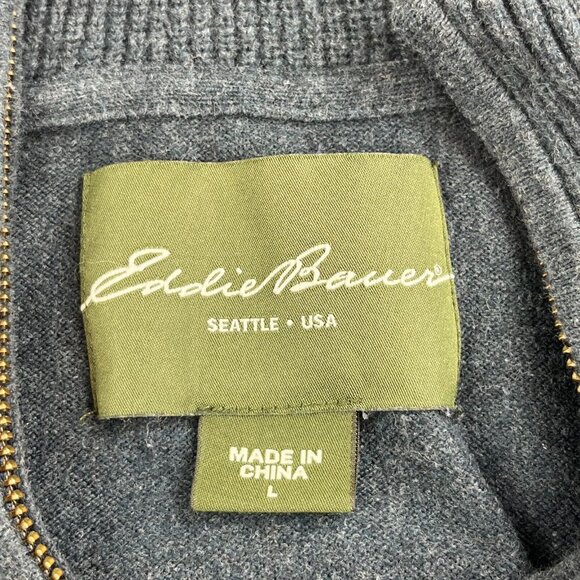 Eddie Bauer®
SEATTLE • USA
MADE IN
CHINA
L